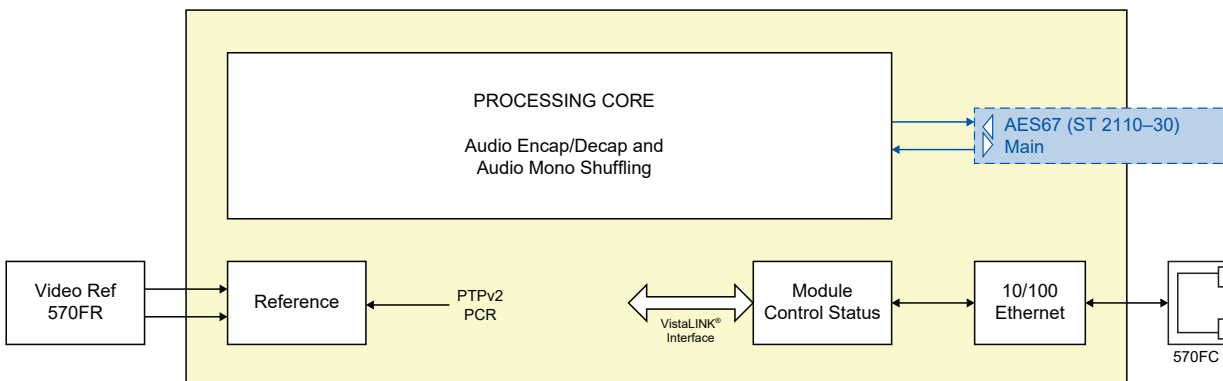 PROCESSING CORE
Audio Encap/Decap and
Audio Mono Shuffling
AES67 (ST 2110–30)
Main
Video Ref
570FR
Reference
PTPv2
PCR
VistaLINK®
Interface
Module
Control Status
10/100
Ethernet
570FC